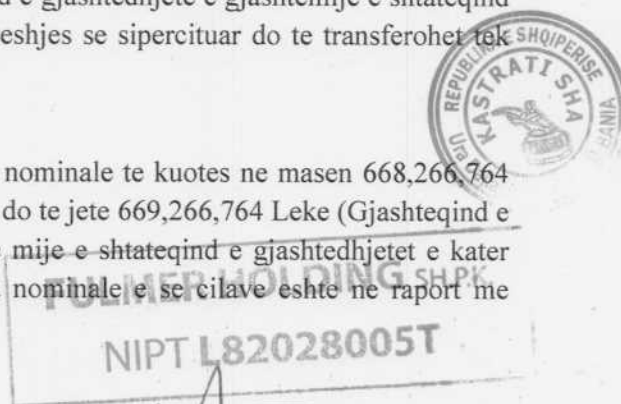 e gjashtedhjete e gjashtemije e shtateqind
eshjes se sipercituar do te transferohet tek
REPUBLIKA E SHQIPERISE
KASTRATI SHA
nominale te kuotes ne masen 668,266,764
do te jete 669,266,764 Leke (Gjashteqind e
mije e shtateqind e gjashtedhjetet e kater
FULMER HOLDING SH.P.K
nominale e se cilave eshte ne raport me
NIPT L82028005T